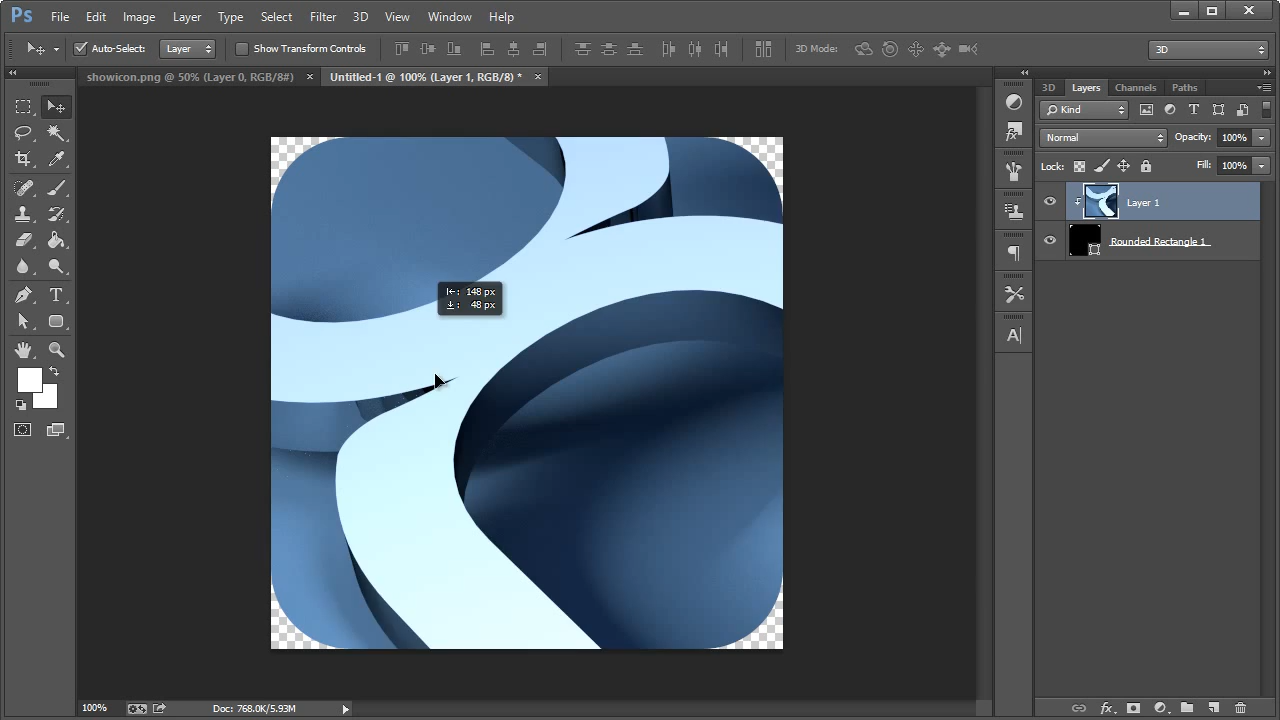 Ps File Edit Image Layer Type Select Filter 3D View Window Help
Auto-Select: Layer Show Transform Controls 3D Mode: 3D
showicon.png @ 50% (Layer 0, RGB/8#) × Untitled-1 @ 100% (Layer 1, RGB/8) * ×
3D Layers Channels Paths
Kind
Normal Opacity: 100%
Lock: Fill: 100%
Layer 1
Rounded Rectangle 1
148 px
48 px
100% Doc: 768.0K/5.93M